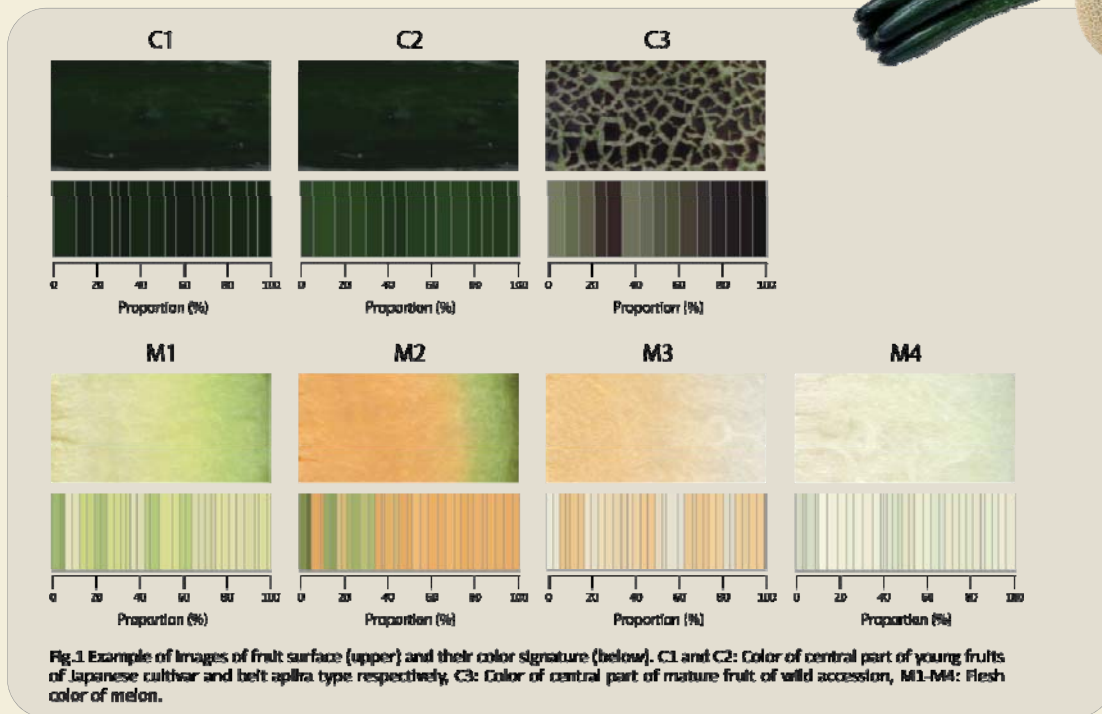 C1 C2 C3
0 20 40 60 80 100 0 20 40 60 80 100 0 20 40 60 80 100
Proportion (%) Proportion (%) Proportion (%)
M1 M2 M3 M4
0 20 40 60 80 100 0 20 40 60 80 100 0 20 40 60 80 100 0 20 40 60 80 100
Proportion (%) Proportion (%) Proportion (%) Proportion (%)
Fig.1 Example of images of fruit surface (upper) and their color signature (below). C1 and C2: Color of central part of young fruits
of Japanese cultivar and beit type respectively, C3: Color of central part of mature fruit of wild accession, M1-M4: Flesh
color of melon.